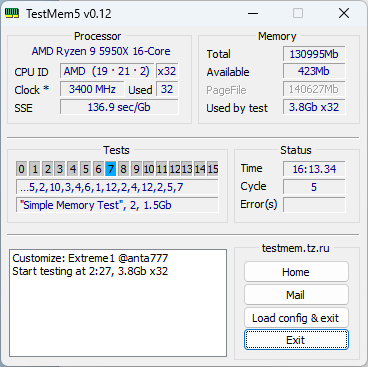 TestMem5 v0.12
Processor
AMD Ryzen 9 5950X 16-Core
CPU ID AMD (19 · 21 · 2) x32
Clock * 3400 MHz Used 32
SSE 136.9 sec/Gb
Memory
Total 130995Mb
Available 423Mb
PageFile 140627Mb
Used by test 3.8Gb x32
Tests
0 1 2 3 4 5 6 7 8 9 10 11 12 13 14 15
...5,2,10,3,4,6,1,12,2,4,12,2,5,7
"Simple Memory Test", 2, 1.5Gb
Status
Time 16:13.34
Cycle 5
Error(s)
Customize: Extreme1 @anta777
Start testing at 2:27, 3.8Gb x32
testmem.tz.ru
Home
Mail
Load config & exit
Exit